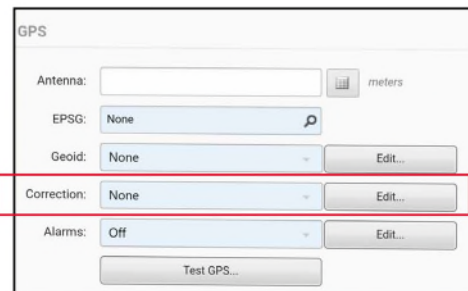 GPS
Antenna: meters
EPSG: None
Geoid: None Edit...
Correction: None Edit...
Alarms: Off Edit...
Test GPS...